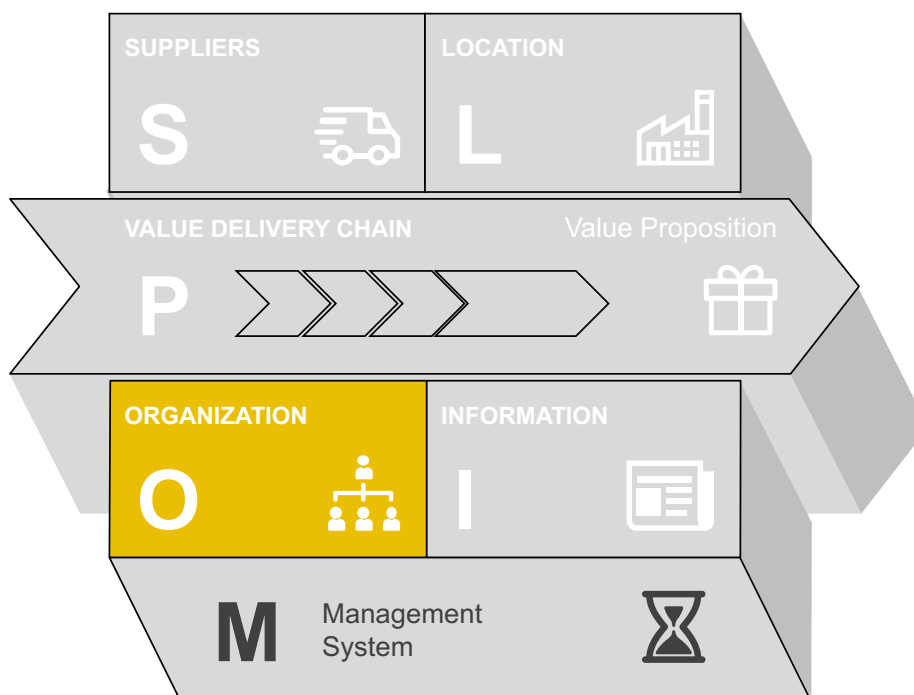 SUPPLIERS
LOCATION
S
L
VALUE DELIVERY CHAIN
Value Proposition
P
ORGANIZATION
INFORMATION
O
I
M
Management
System